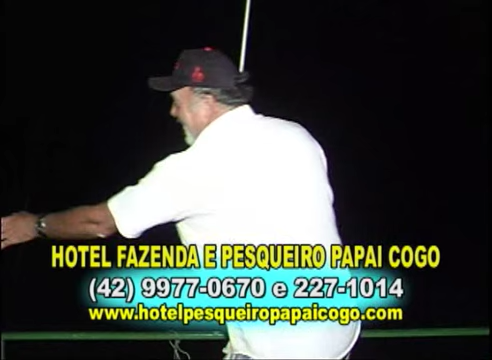 HOTEL FAZENDA E PESQUEIRO PAPAI COGO
(42) 9977-0670 e 227-1014
www.hotelpesqueiropapaicogo.com